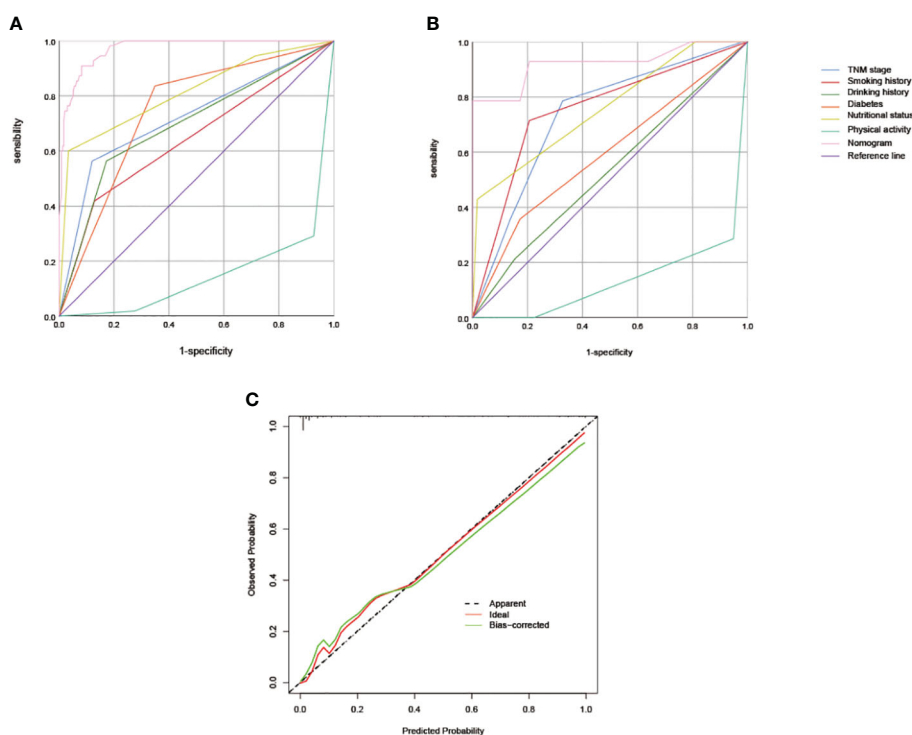 A
1.0
0.8
0.6
0.4
0.2
0.0
sensibility
0.0 0.2 0.4 0.6 0.8 1.0
1-specificity
B
1.0
0.8
0.6
0.4
0.2
0.0
sensibility
0.0 0.2 0.4 0.6 0.8 1.0
1-specificity
TNM stage
Smoking history
Drinking history
Diabetes
Nutritional status
Physical activity
Nomogram
Reference line
C
1.0
0.8
0.6
0.4
0.2
0.0
Observed Probability
Apparent
Ideal
Bias-corrected
0.0 0.2 0.4 0.6 0.8 1.0
Predicted Probability